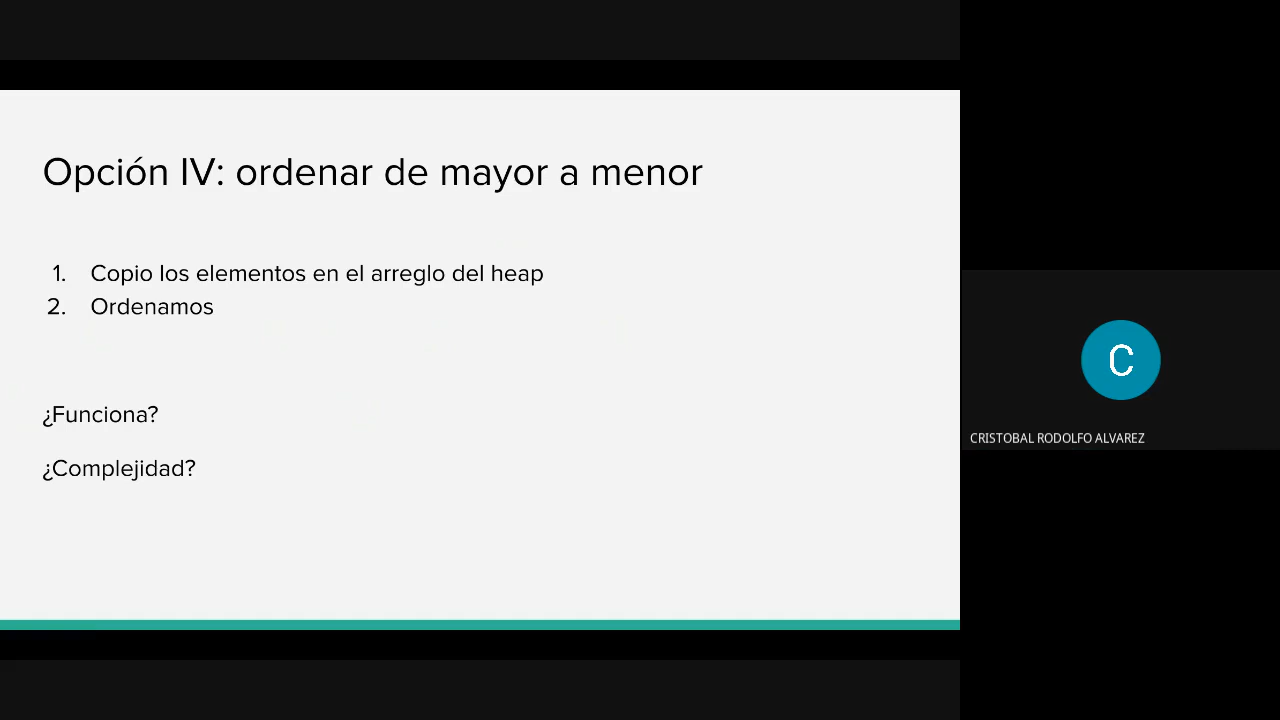 Opción IV: ordenar de mayor a menor
1. Copio los elementos en el arreglo del heap
2. Ordenamos
¿Funciona?
¿Complejidad?
C
CRISTOBAL RODOLFO ALVAREZ